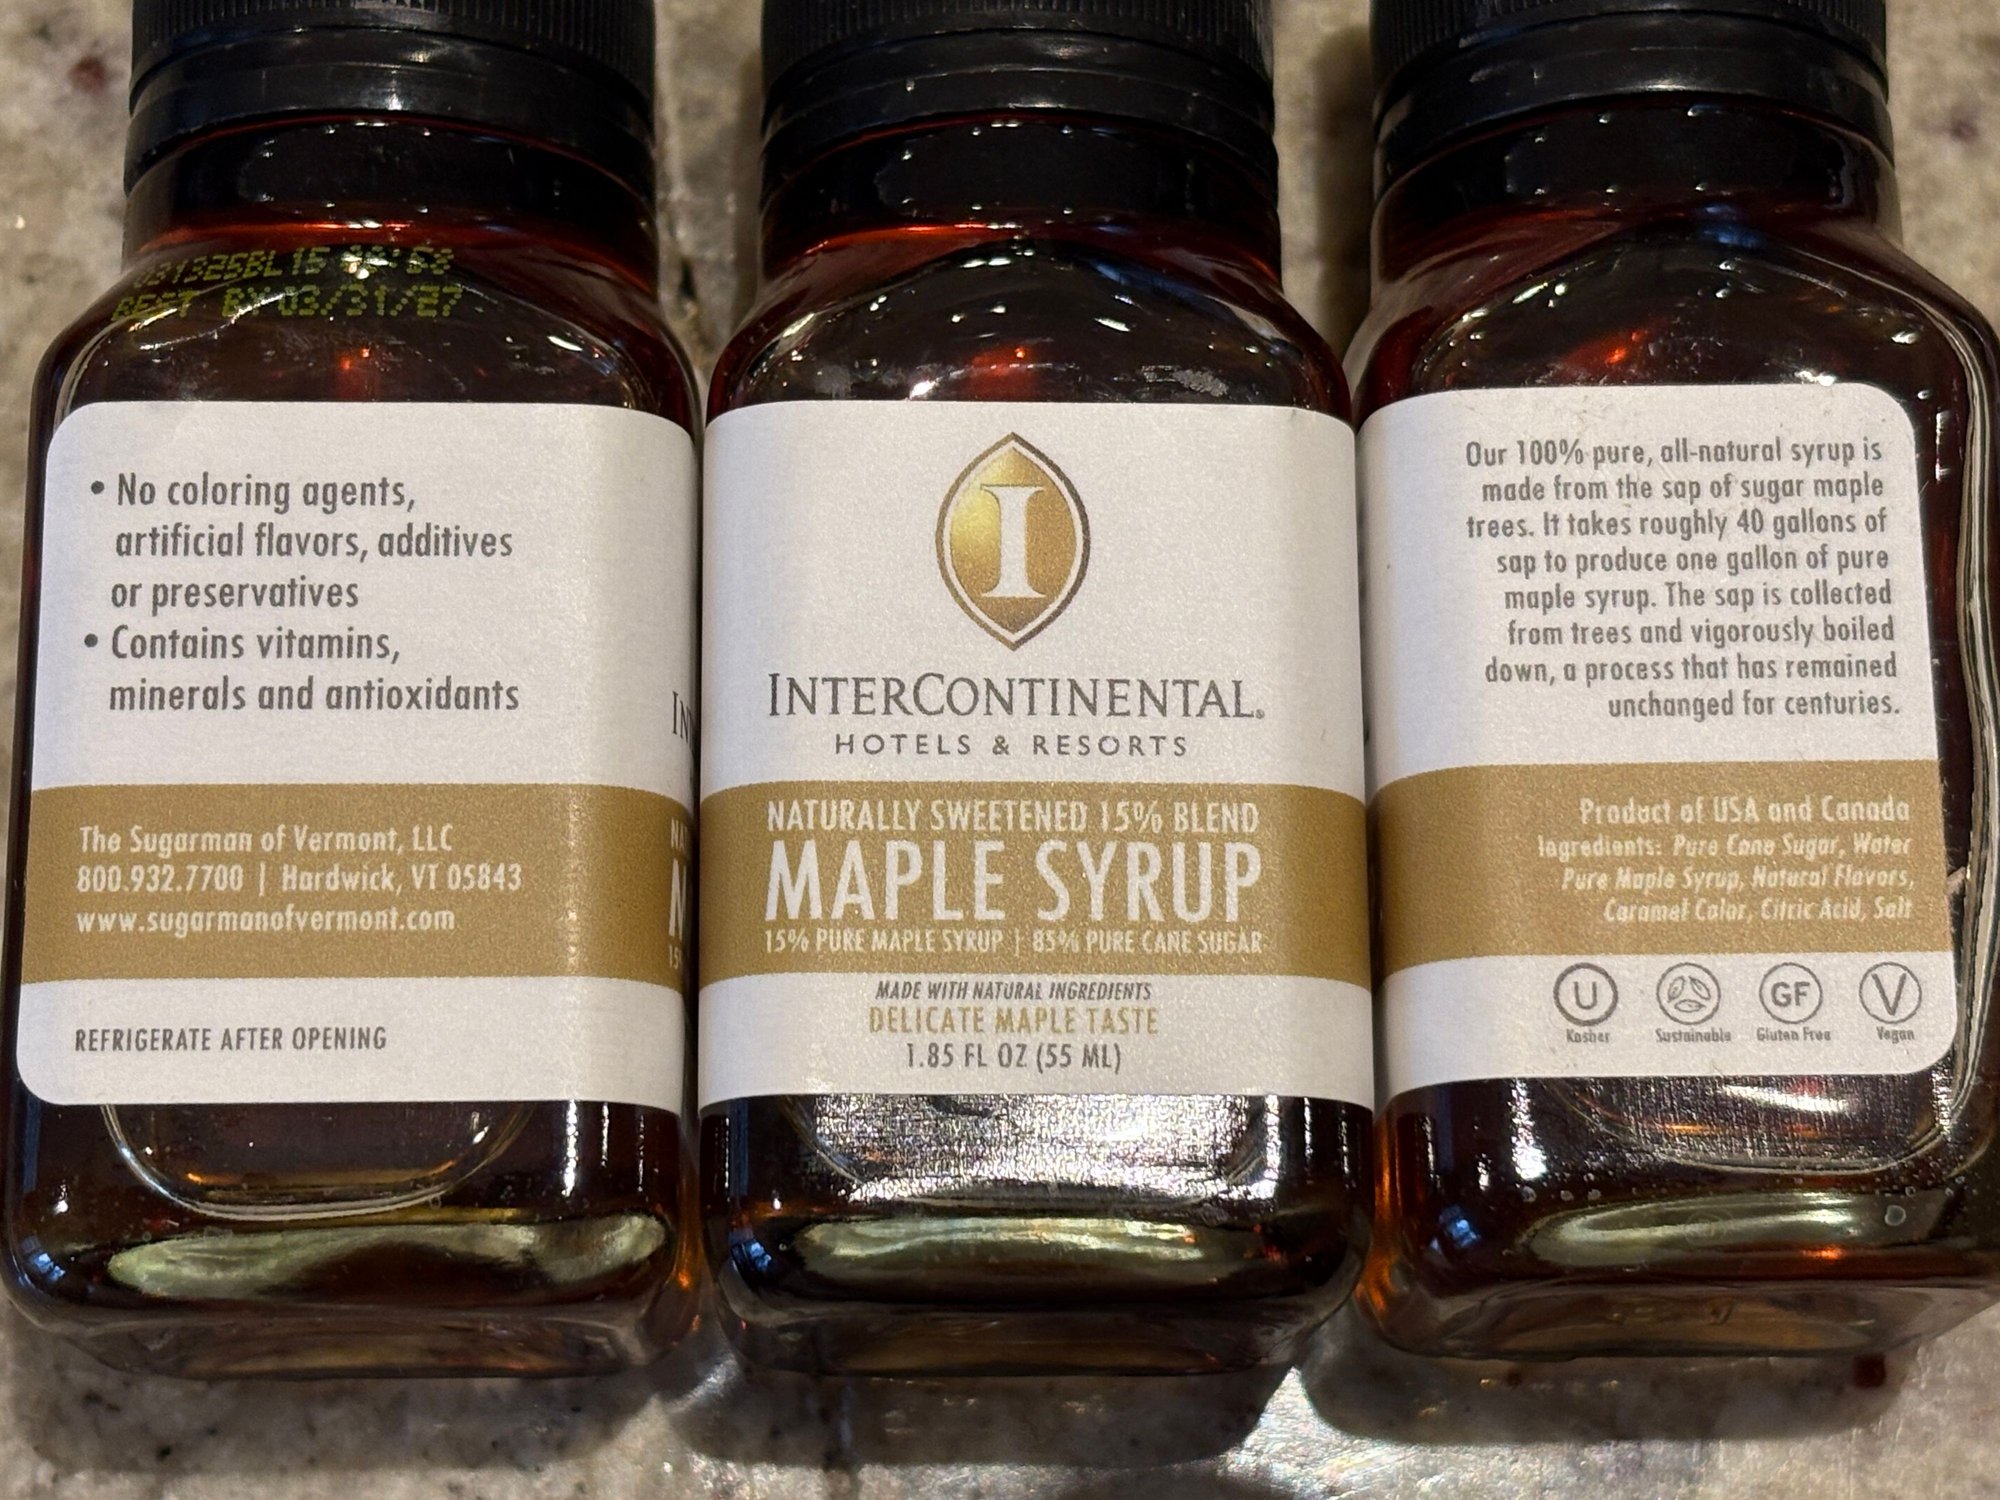 BEST BY 03/31/27
• No coloring agents,
artificial flavors, additives
or preservatives
• Contains vitamins,
minerals and antioxidants
The Sugarman of Vermont, LLC
800.932.7700 | Hardwick, VT 05843
www.sugarmanofvermont.com
REFRIGERATE AFTER OPENING
I
INTERCONTINENTAL®
HOTELS & RESORTS
NATURALLY SWEETENED 15% BLEND
MAPLE SYRUP
15% PURE MAPLE SYRUP | 85% PURE CANE SUGAR
MADE WITH NATURAL INGREDIENTS
DELICATE MAPLE TASTE
1.85 FL OZ (55 ML)
Our 100% pure, all-natural syrup is
made from the sap of sugar maple
trees. It takes roughly 40 gallons of
sap to produce one gallon of pure
maple syrup. The sap is collected
from trees and vigorously boiled
down, a process that has remained
unchanged for centuries.
Product of USA and Canada
Ingredients: Pure Cane Sugar, Water
Pure Maple Syrup, Natural Flavors,
Caramel Color, Citric Acid, Salt
U GF V
Kosher Sustainable Gluten Free Vegan